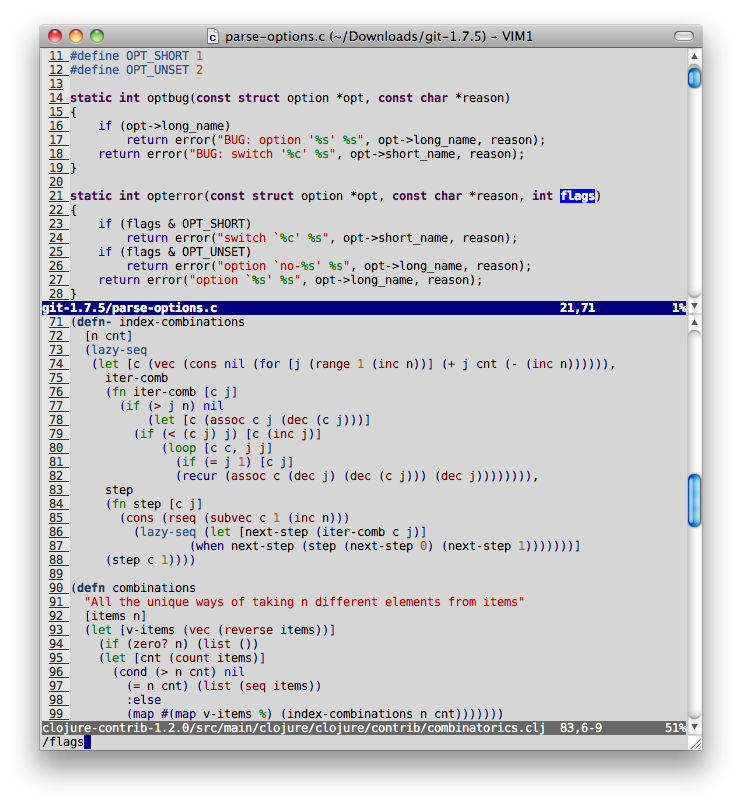 parse-options.c (~/Downloads/git-1.7.5) – VIM1
11 #define OPT_SHORT 1
12 #define OPT_UNSET 2
13
14 static int optbug(const struct option *opt, const char *reason)
15 {
16     if (opt->long_name)
17         return error("BUG: option '%s' %s", opt->long_name, reason);
18     return error("BUG: switch '%c' %s", opt->short_name, reason);
19 }
20
21 static int opterror(const struct option *opt, const char *reason, int flags)
22 {
23     if (flags & OPT_SHORT)
24         return error("switch `%c' %s", opt->short_name, reason);
25     if (flags & OPT_UNSET)
26         return error("option `no-%s' %s", opt->long_name, reason);
27     return error("option `%s' %s", opt->long_name, reason);
28 }
git-1.7.5/parse-options.c 21,71 1%
71 (defn- index-combinations
72   [n cnt]
73   (lazy-seq
74    (let [c (vec (cons nil (for [j (range 1 (inc n))] (+ j cnt (- (inc n)))))),
75      iter-comb
76      (fn iter-comb [c j]
77        (if (> j n) nil
78            (let [c (assoc c j (dec (c j)))]
79          (if (< (c j) j) [c (inc j)]
80              (loop [c c, j j]
81                (if (= j 1) [c j]
82                (recur (assoc c (dec j) (dec (c j))) (dec j)))))))),
83      step
84      (fn step [c j]
85        (cons (rseq (subvec c 1 (inc n)))
86          (lazy-seq (let [next-step (iter-comb c j)]
87                  (when next-step (step (next-step 0) (next-step 1)))))))]
88      (step c 1))))
89
90 (defn combinations
91   "All the unique ways of taking n different elements from items"
92   [items n]
93   (let [v-items (vec (reverse items))]
94     (if (zero? n) (list ())
95     (let [cnt (count items)]
96       (cond (> n cnt) nil
97         (= n cnt) (list (seq items))
98         :else
99         (map #(map v-items %) (index-combinations n cnt)))))))
clojure-contrib-1.2.0/src/main/clojure/clojure/contrib/combinatorics.clj 83,6-9 51%
/flags